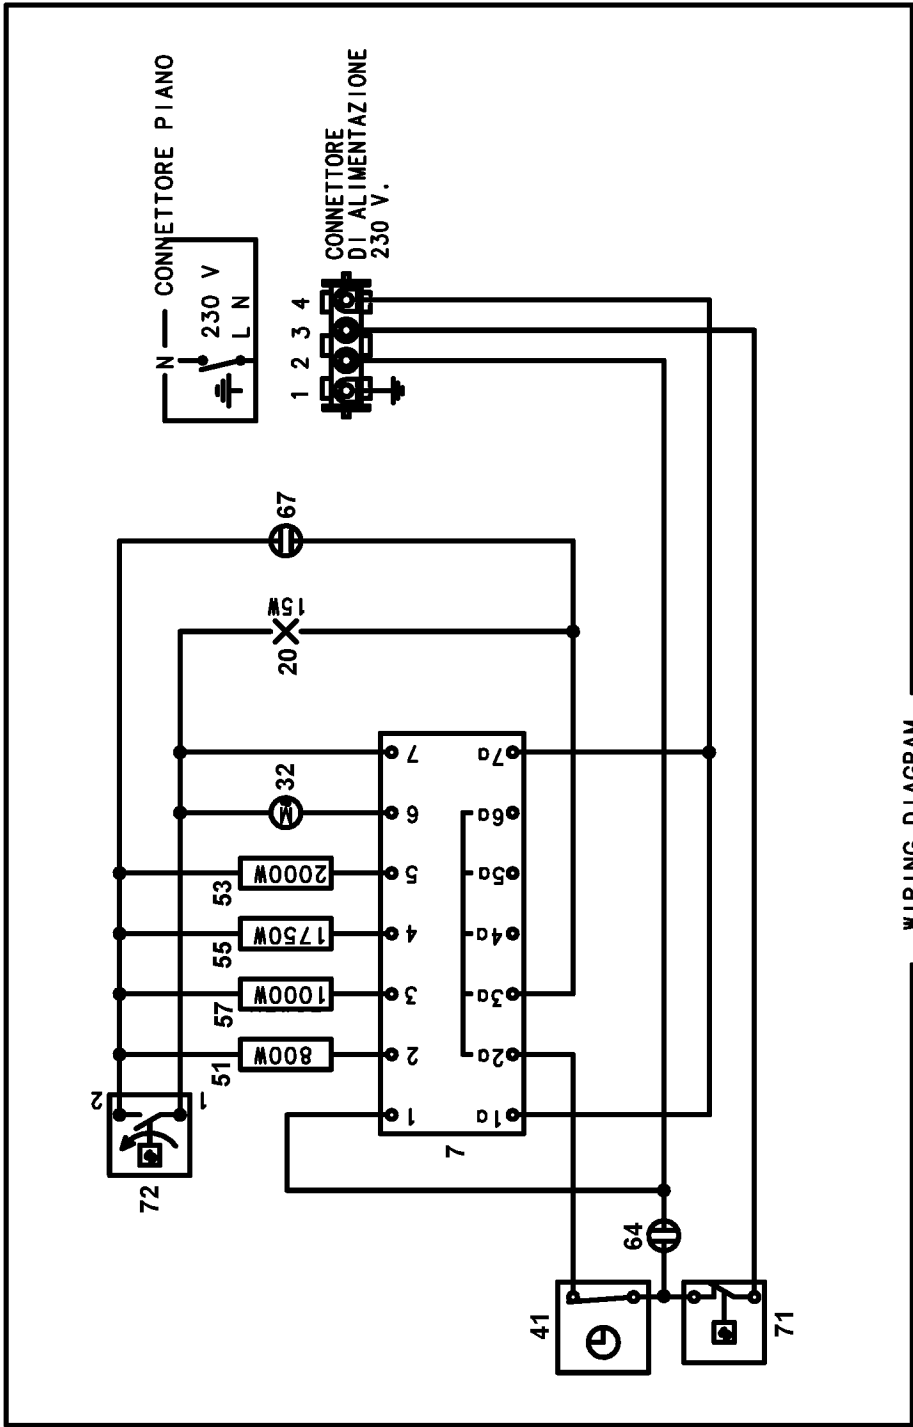 N — CONNETTORE PIANO
230 V
L N
CONNETTORE
DI ALIMENTAZIONE
230 V.
1 2 3 4
67
15W
20
32
M
53
2000W
55
1750W
57
1000W
51
800W
2
1
72
1 2 3 4 5 6 7
1a 2a 3a 4a 5a 6a 7a
7
64
41
71
WIRING DIAGRAM